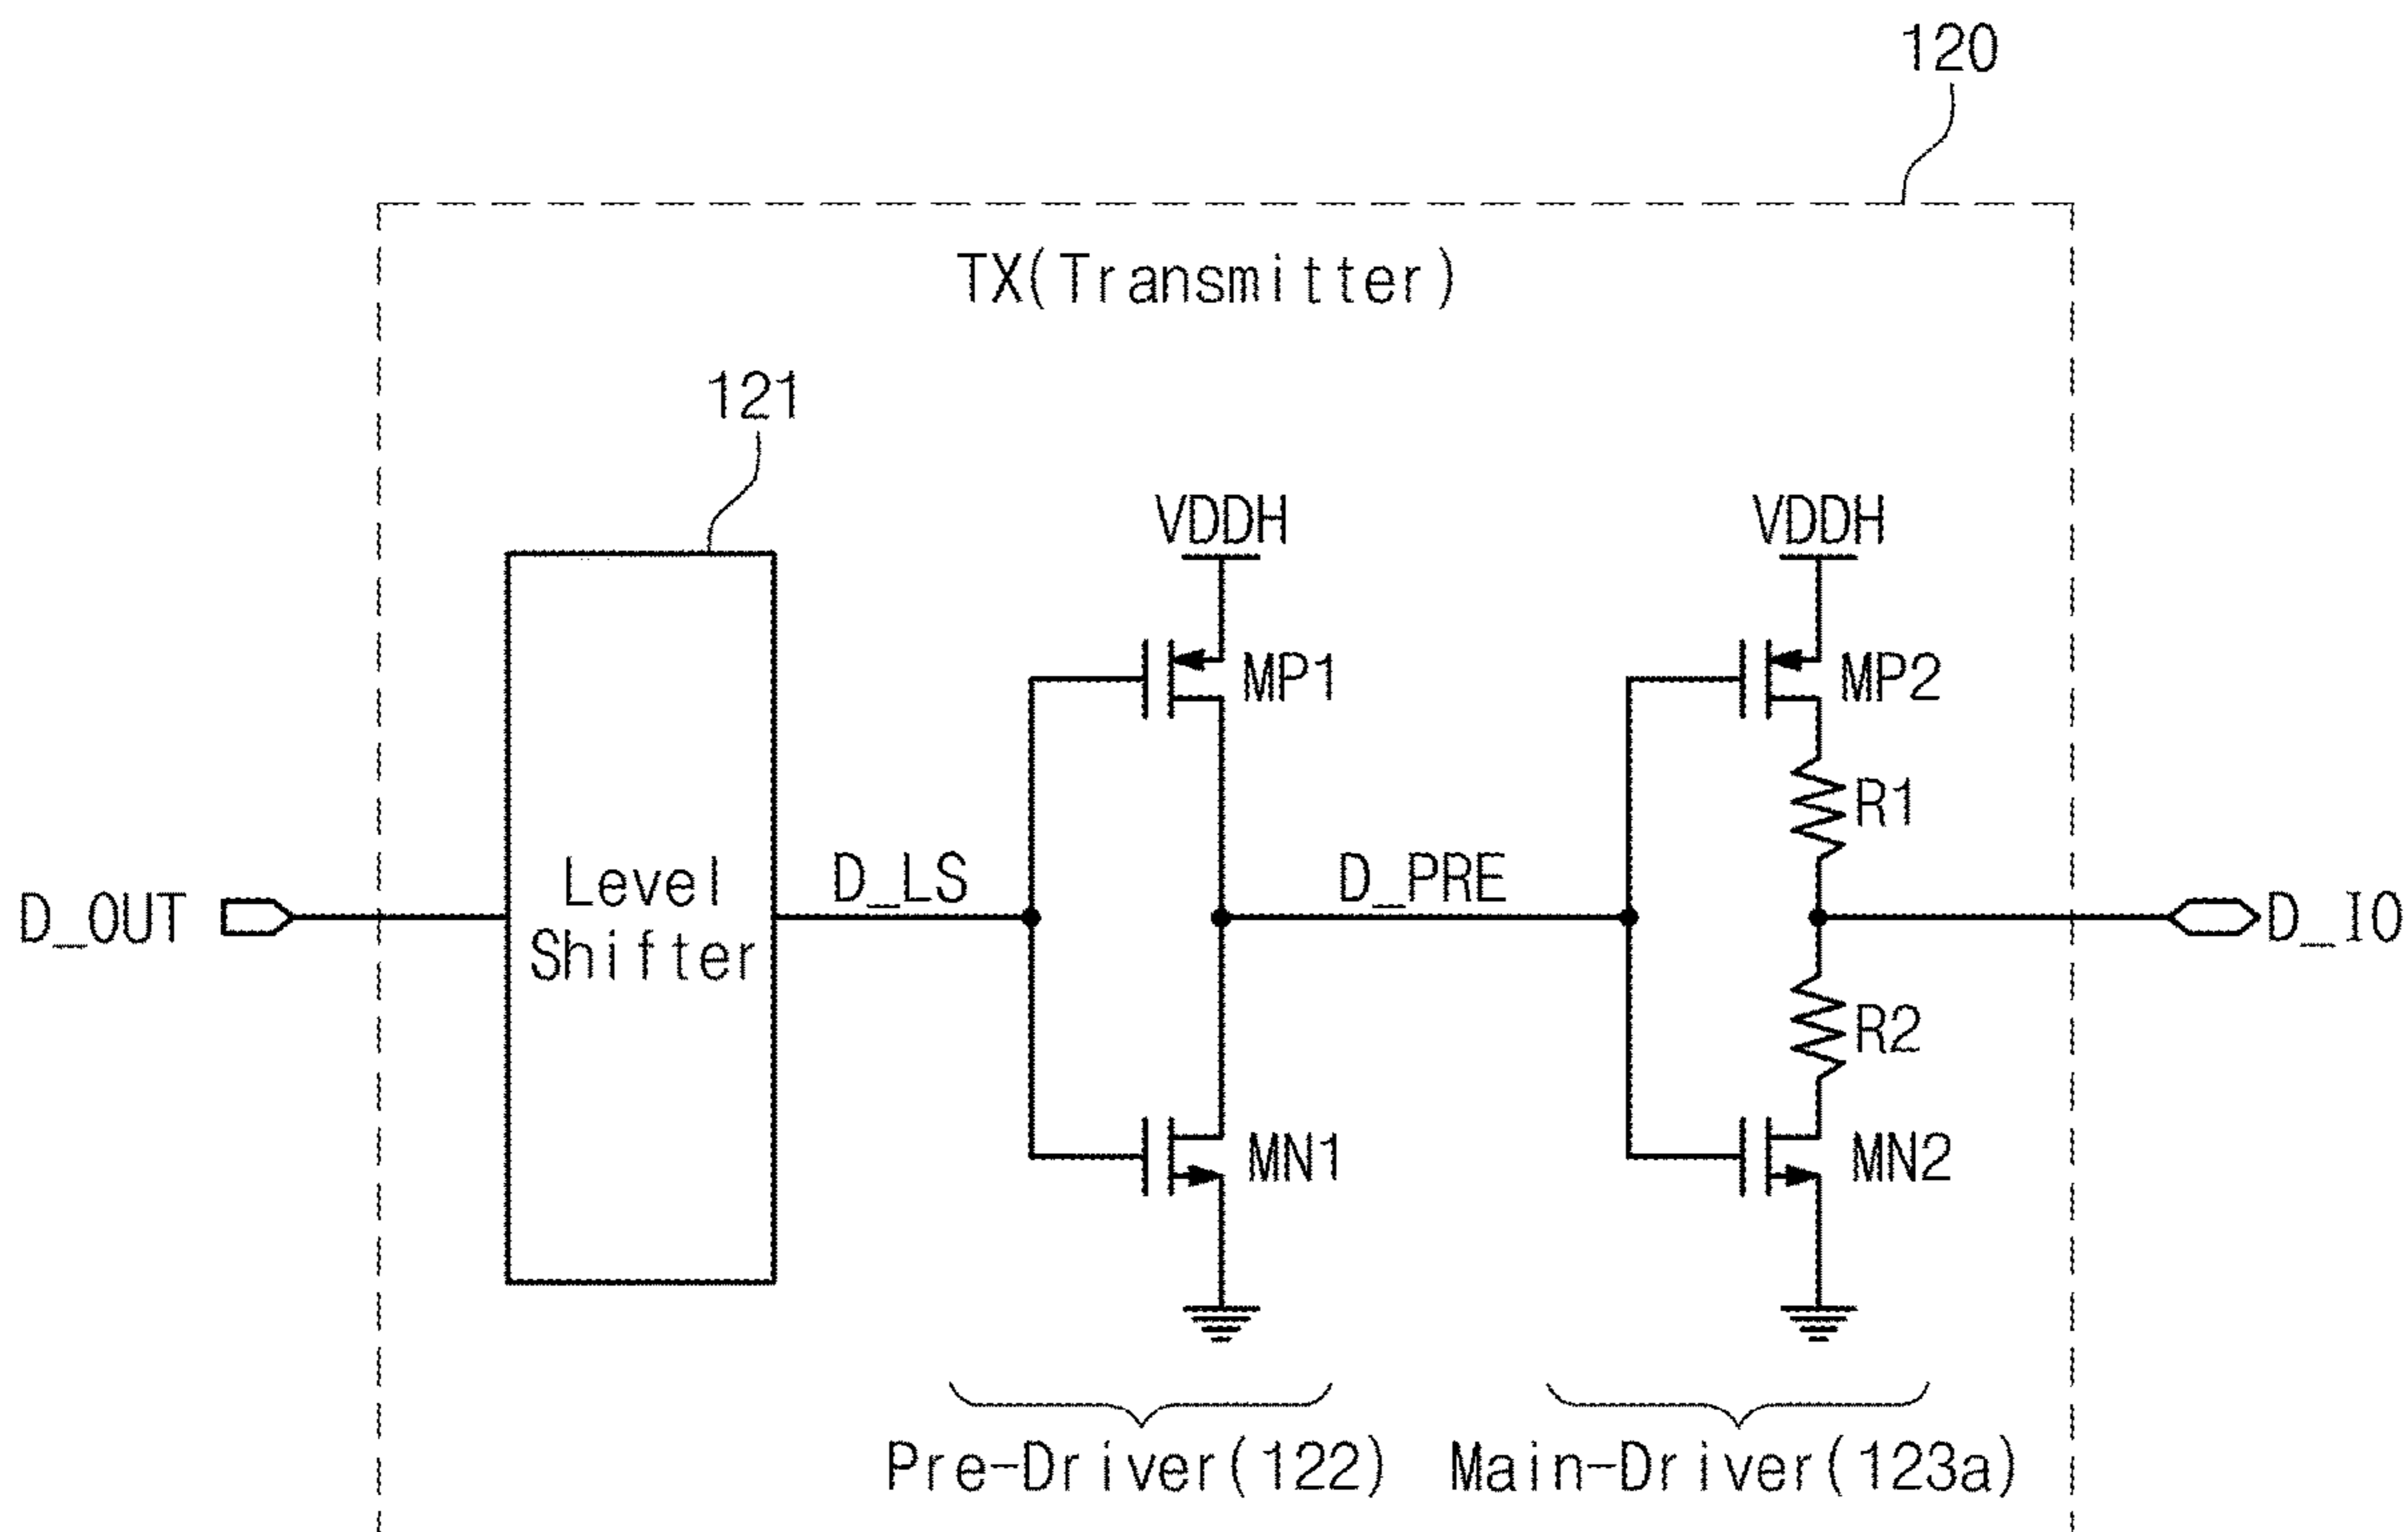 120
TX(Transmitter)
121
VDDH
VDDH
MP1
MP2
R1
D_OUT
Level
Shifter
D_LS
D_PRE
D_IO
R2
MN1
MN2
Pre-Driver(122)
Main-Driver(123a)